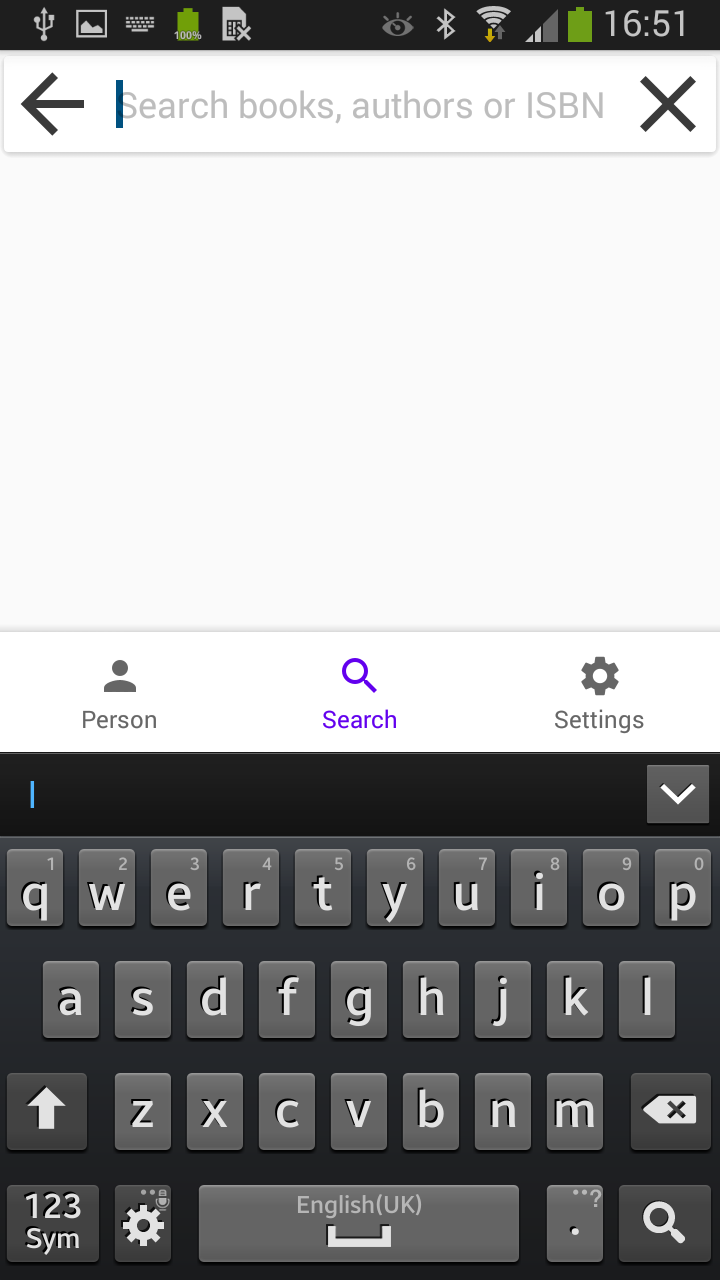 100% 16:51
Search books, authors or ISBN
Person Search Settings
1 2 3 4 5 6 7 8 9 0
q w e r t y u i o p
a s d f g h j k l
z x c v b n m
123 English(UK) ?
Sym .